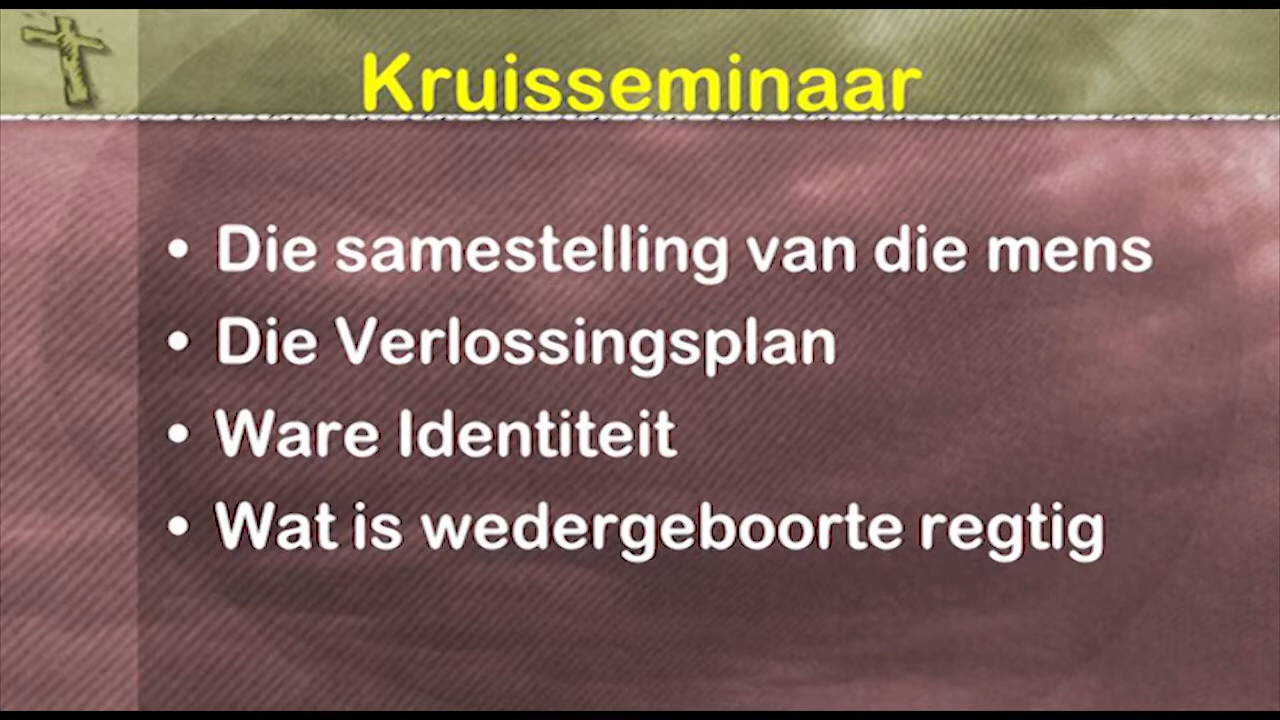 Kruisseminaar
• Die samestelling van die mens
• Die Verlossingsplan
• Ware Identiteit
• Wat is wedergeboorte regtig